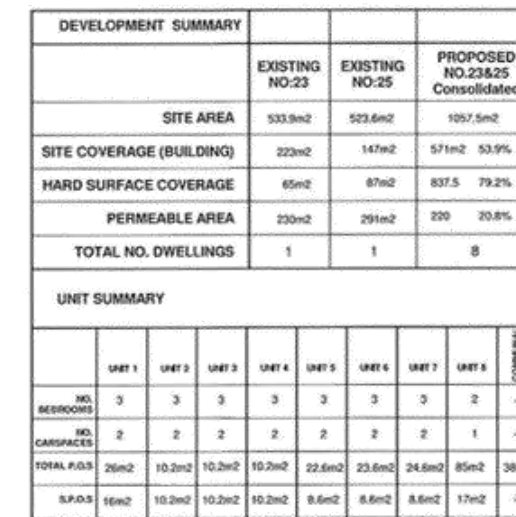 DEVELOPMENT SUMMARY
EXISTING NO:23 EXISTING NO:25 PROPOSED NO.23&25 Consolidated
SITE AREA 533.9m2 523.6m2 1057.5m2
SITE COVERAGE (BUILDING) 223m2 147m2 571m2 53.9%
HARD SURFACE COVERAGE 65m2 87m2 837.5 79.2%
PERMEABLE AREA 230m2 291m2 220 20.8%
TOTAL NO. DWELLINGS 1 1 8
UNIT SUMMARY
UNIT 1 UNIT 2 UNIT 3 UNIT 4 UNIT 5 UNIT 6 UNIT 7 UNIT 8
NO. BEDROOMS 3 3 3 3 3 3 3 2
NO. CARSPACES 2 2 2 2 2 2 2 1
TOTAL P.O.S 26m2 10.2m2 10.2m2 10.2m2 22.6m2 23.6m2 24.6m2 85m2 38
S.P.O.S 16m2 10.2m2 10.2m2 10.2m2 8.6m2 8.6m2 8.6m2 17m2